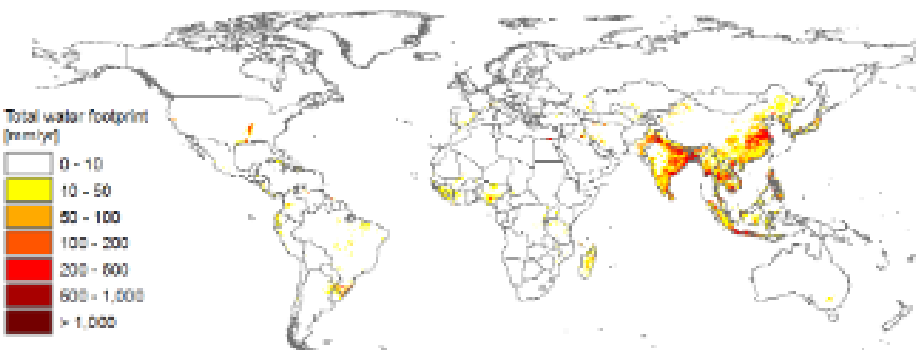 Total water footprint
[mm/yr]
0 - 10
10 - 50
50 - 100
100 - 200
200 - 500
500 - 1,000
> 1,000